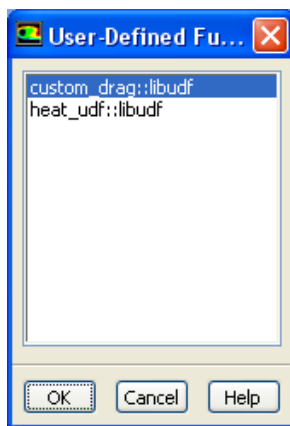 User-Defined Fu...
custom_drag::libudf
heat_udf::libudf
OK Cancel Help